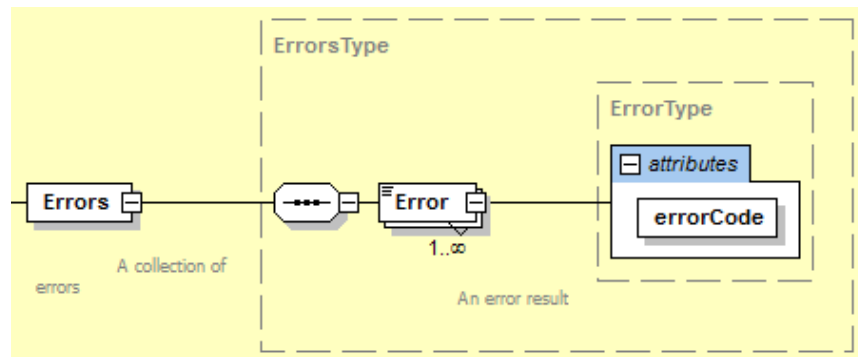 ErrorsType
ErrorType
attributes
Errors
Error
errorCode
1..∞
A collection of
errors
An error result